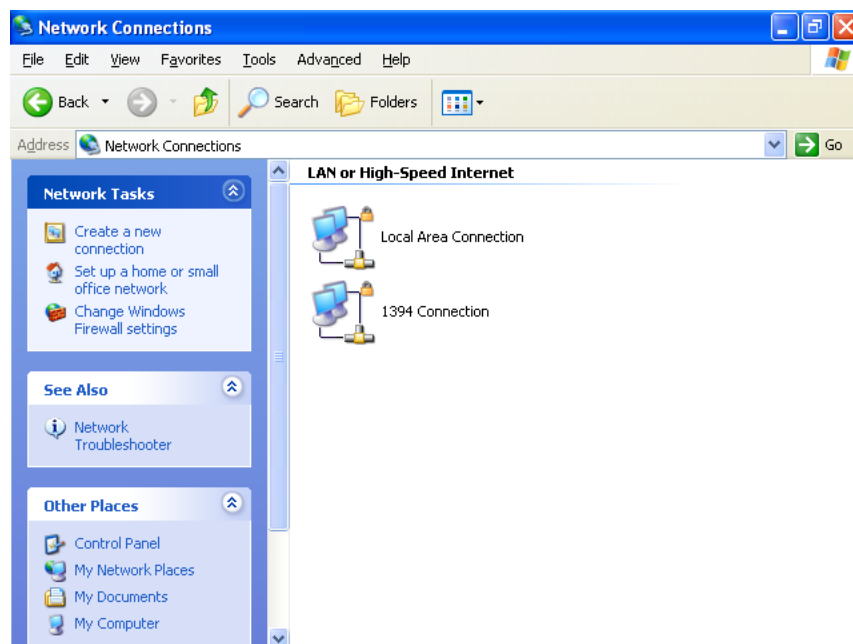 Network Connections
File Edit View Favorites Tools Advanced Help
Back Search Folders
Address Network Connections Go
Network Tasks
Create a new
connection
Set up a home or small
office network
Change Windows
Firewall settings
See Also
Network
Troubleshooter
Other Places
Control Panel
My Network Places
My Documents
My Computer
LAN or High-Speed Internet
Local Area Connection
1394 Connection